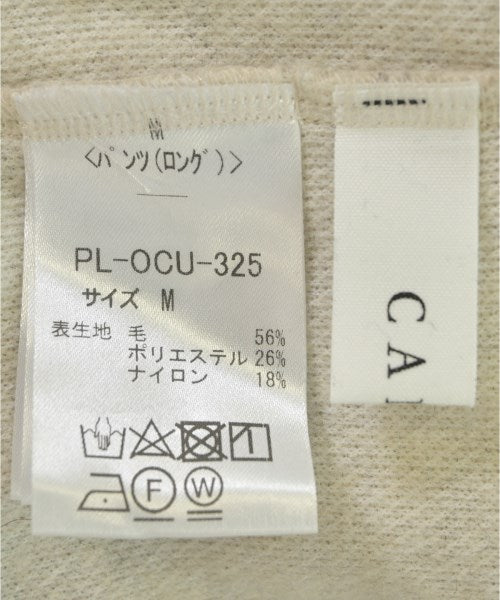 M
〈パンツ(ロング)〉
PL-OCU-325
サイズ M
表生地 毛 56%
ポリエステル 26%
ナイロン 18%
F W
CA